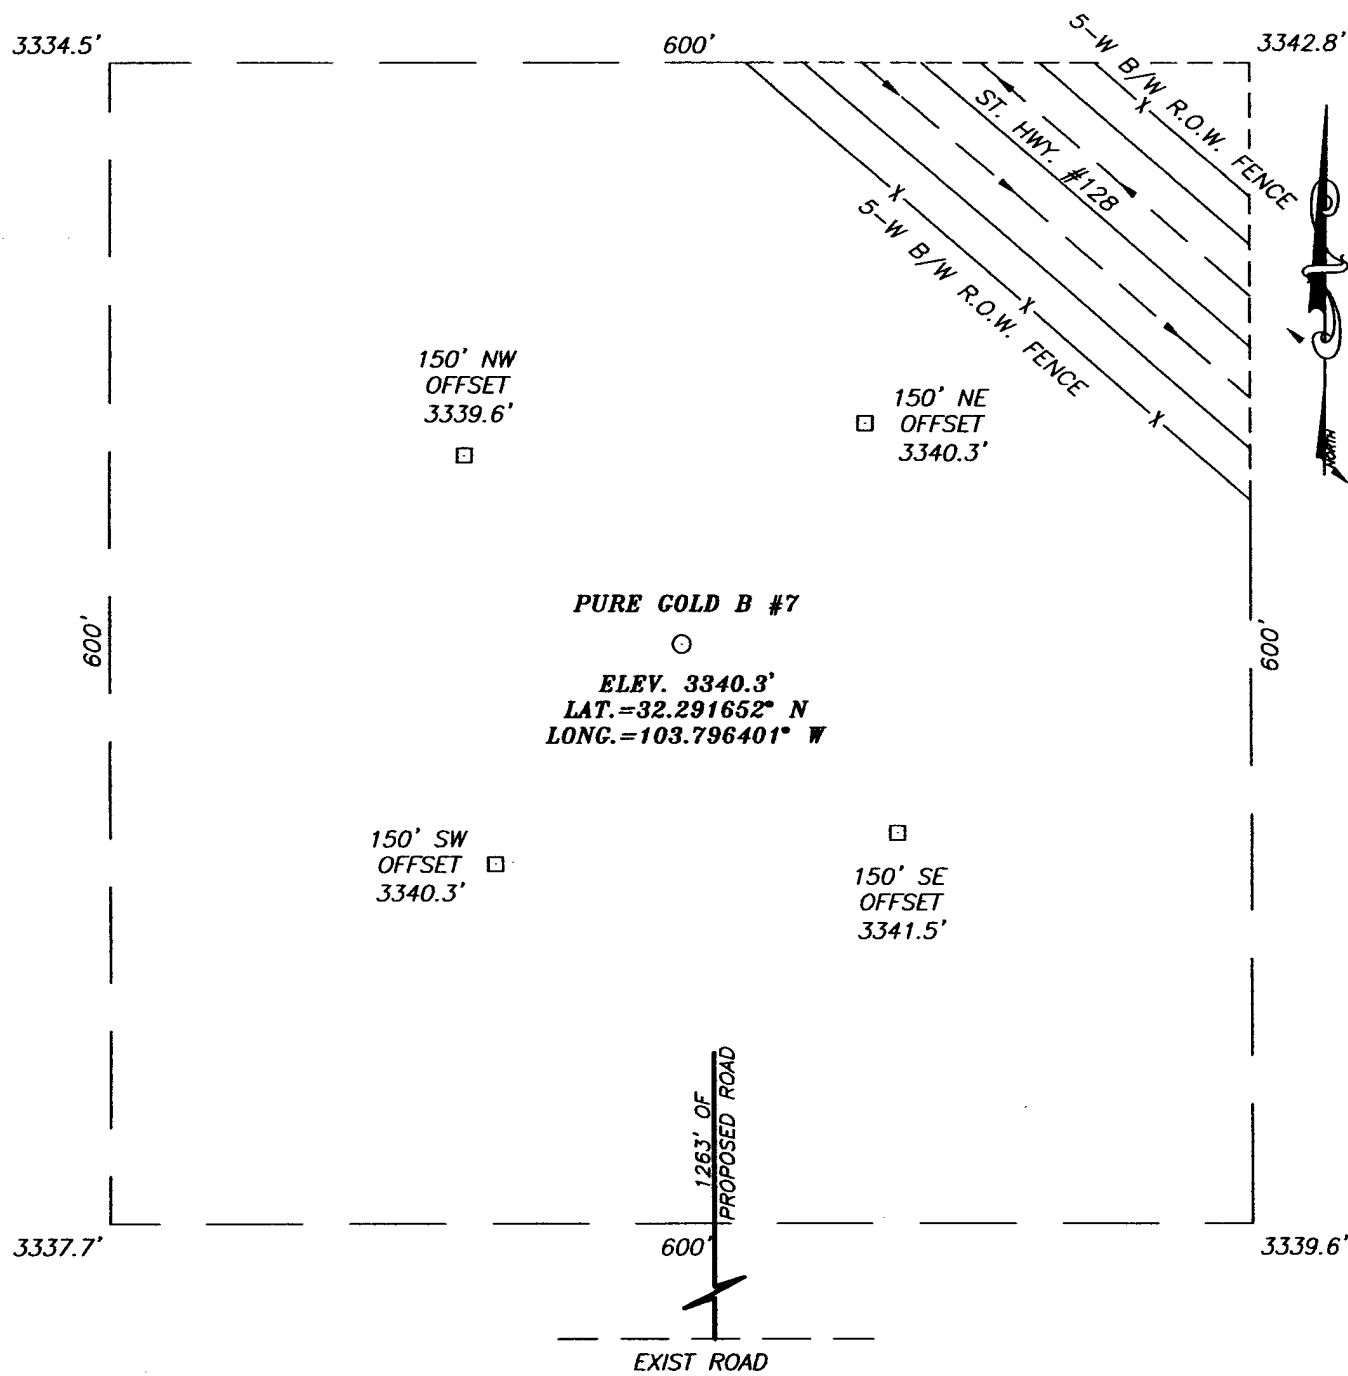 3334.5'
600'
3342.8'
5-W B/W R.O.W. FENCE
ST. HWY. #128
5-W B/W R.O.W. FENCE
NORTH
150' NW
OFFSET
3339.6'
150' NE
OFFSET
3340.3'
600'
600'
PURE GOLD B #7
ELEV. 3340.3'
LAT.=32.291652° N
LONG.=103.796401° W
150' SW
OFFSET
3340.3'
150' SE
OFFSET
3341.5'
1263' OF
PROPOSED ROAD
3337.7'
600'
3339.6'
EXIST ROAD